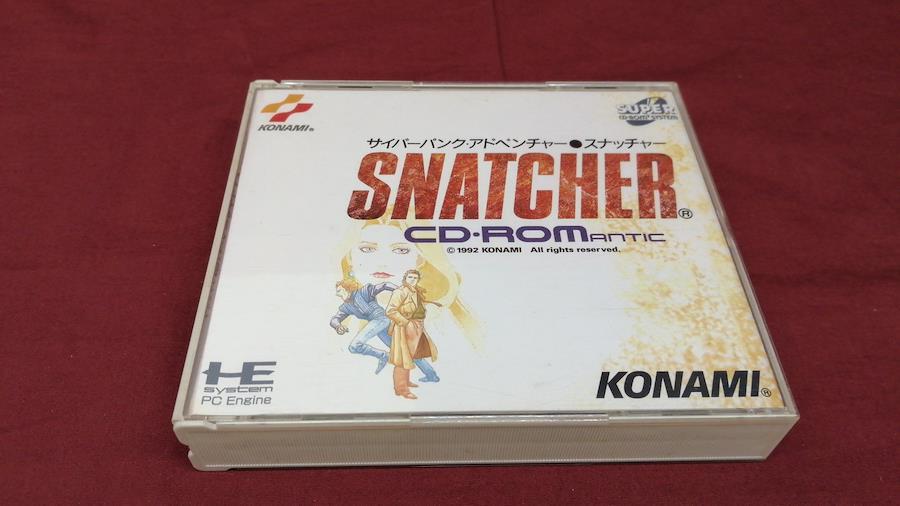 KONAMI®
SUPER
CD-ROM² SYSTEM
サイバーパンク・アドベンチャー●スナッチャー
SNATCHER®
CD・ROMANTIC
© 1992 KONAMI All rights reserved.
HE
system
PC Engine
KONAMI®